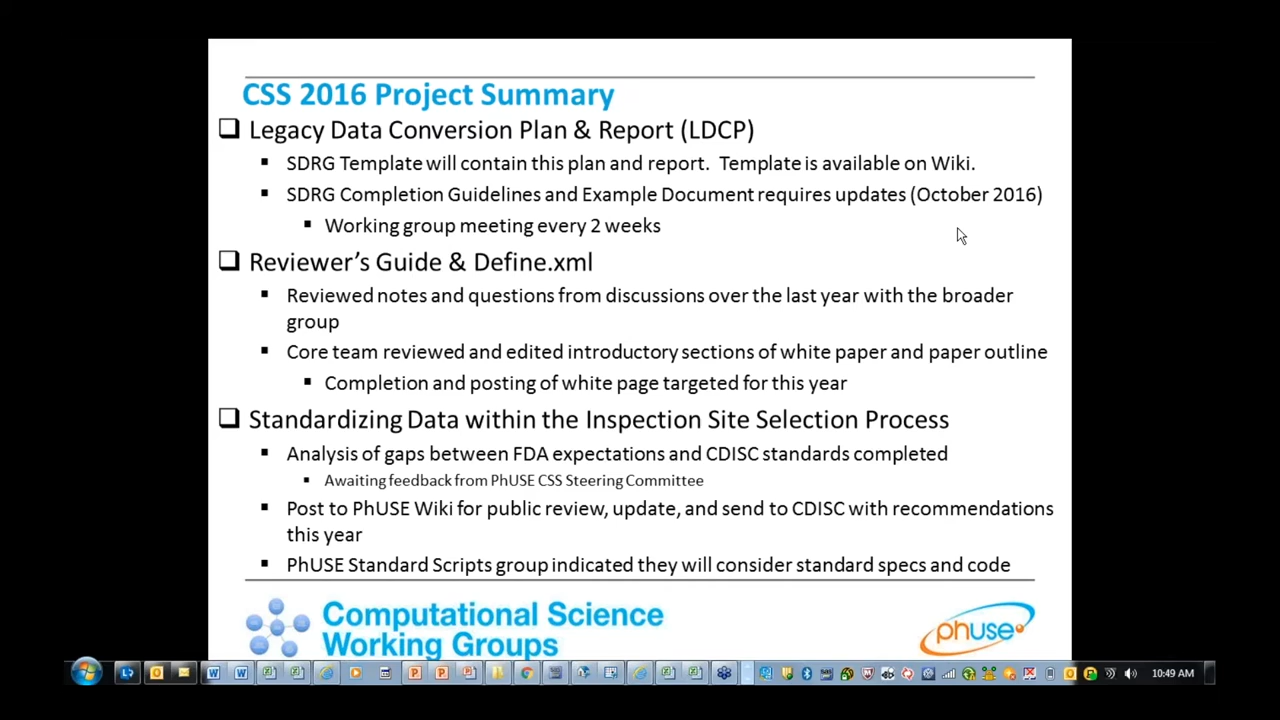 CSS 2016 Project Summary
Legacy Data Conversion Plan & Report (LDCP)
SDRG Template will contain this plan and report. Template is available on Wiki.
SDRG Completion Guidelines and Example Document requires updates (October 2016)
Working group meeting every 2 weeks
Reviewer's Guide & Define.xml
Reviewed notes and questions from discussions over the last year with the broader
group
Core team reviewed and edited introductory sections of white paper and paper outline
Completion and posting of white page targeted for this year
Standardizing Data within the Inspection Site Selection Process
Analysis of gaps between FDA expectations and CDISC standards completed
Awaiting feedback from PhUSE CSS Steering Committee
Post to PhUSE Wiki for public review, update, and send to CDISC with recommendations
this year
PhUSE Standard Scripts group indicated they will consider standard specs and code
Computational Science
Working Groups
phuse
10:49 AM